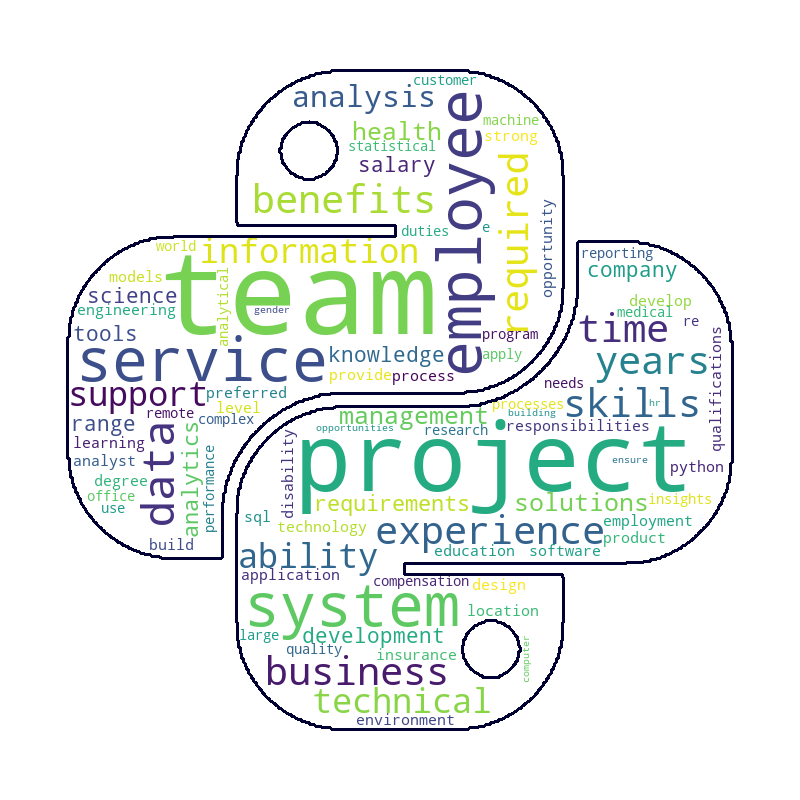 customer
analysis
employee
machine
health
strong
statistical
salary
required
benefits
opportunity
duties
e
world
information
reporting
team
company
models
analytical
science
develop
engineering
gender
medical
re
tools
time
program
service
knowledge
apply
years
qualifications
provide
process
needs
support
preferred
skills
hr
level
processes
remote
management
building
range
complex
opportunities
research
responsibilities
data
learning
analytics
project
analyst
performance
disability
ensure
python
degree
office
requirements
solutions
insights
use
sql
technology
experience
employment
product
build
ability
education
software
application
compensation
design
system
location
large
development
quality
insurance
computer
business
technical
environment